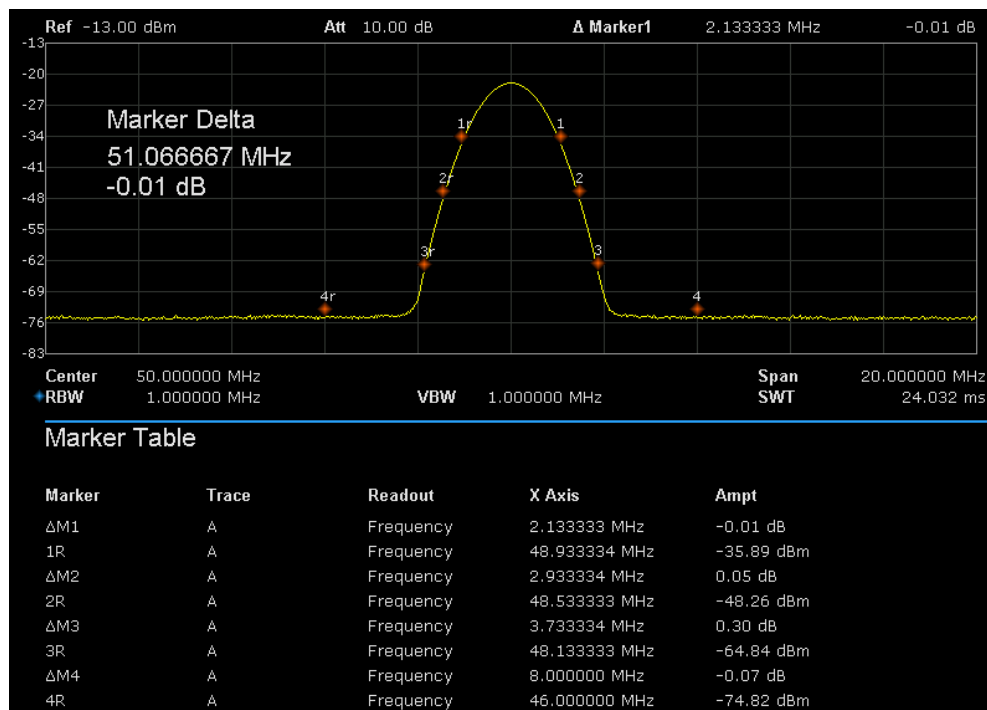 Ref -13.00 dBm Att 10.00 dB Δ Marker1 2.133333 MHz -0.01 dB
-13
-20
-27
-34
-41
-48
-55
-62
-69
-76
-83
Marker Delta
51.066667 MHz
-0.01 dB
1r 1
2r 2
3r 3
4r 4
Center 50.000000 MHz Span 20.000000 MHz
RBW 1.000000 MHz VBW 1.000000 MHz SWT 24.032 ms
Marker Table
Marker Trace Readout X Axis Ampt
ΔM1 A Frequency 2.133333 MHz -0.01 dB
1R A Frequency 48.933334 MHz -35.89 dBm
ΔM2 A Frequency 2.933334 MHz 0.05 dB
2R A Frequency 48.533333 MHz -48.26 dBm
ΔM3 A Frequency 3.733334 MHz 0.30 dB
3R A Frequency 48.133333 MHz -64.84 dBm
ΔM4 A Frequency 8.000000 MHz -0.07 dB
4R A Frequency 46.000000 MHz -74.82 dBm